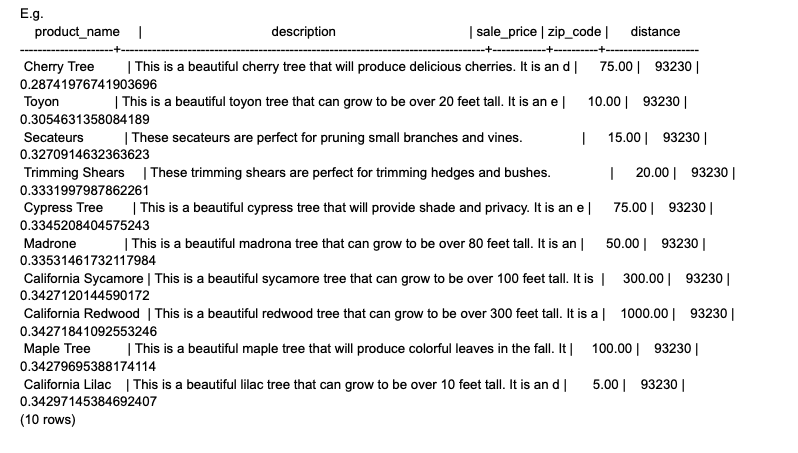 E.g.
product_name | description | sale_price | zip_code | distance
---------------------+--------------------------------------------------------------------------------+------------+----------+---------------------
Cherry Tree | This is a beautiful cherry tree that will produce delicious cherries. It is an d | 75.00 | 93230 |
0.28741976741903696
Toyon | This is a beautiful toyon tree that can grow to be over 20 feet tall. It is an e | 10.00 | 93230 |
0.3054631358084189
Secateurs | These secateurs are perfect for pruning small branches and vines. | 15.00 | 93230 |
0.3270914632363623
Trimming Shears | These trimming shears are perfect for trimming hedges and bushes. | 20.00 | 93230 |
0.3331997987862261
Cypress Tree | This is a beautiful cypress tree that will provide shade and privacy. It is an e | 75.00 | 93230 |
0.3345208404575243
Madrone | This is a beautiful madrona tree that can grow to be over 80 feet tall. It is an | 50.00 | 93230 |
0.33531461732117984
California Sycamore | This is a beautiful sycamore tree that can grow to be over 100 feet tall. It is | 300.00 | 93230 |
0.3427120144590172
California Redwood | This is a beautiful redwood tree that can grow to be over 300 feet tall. It is a | 1000.00 | 93230 |
0.34271841092553246
Maple Tree | This is a beautiful maple tree that will produce colorful leaves in the fall. It | 100.00 | 93230 |
0.34279695388174114
California Lilac | This is a beautiful lilac tree that can grow to be over 10 feet tall. It is an d | 5.00 | 93230 |
0.34297145384692407
(10 rows)